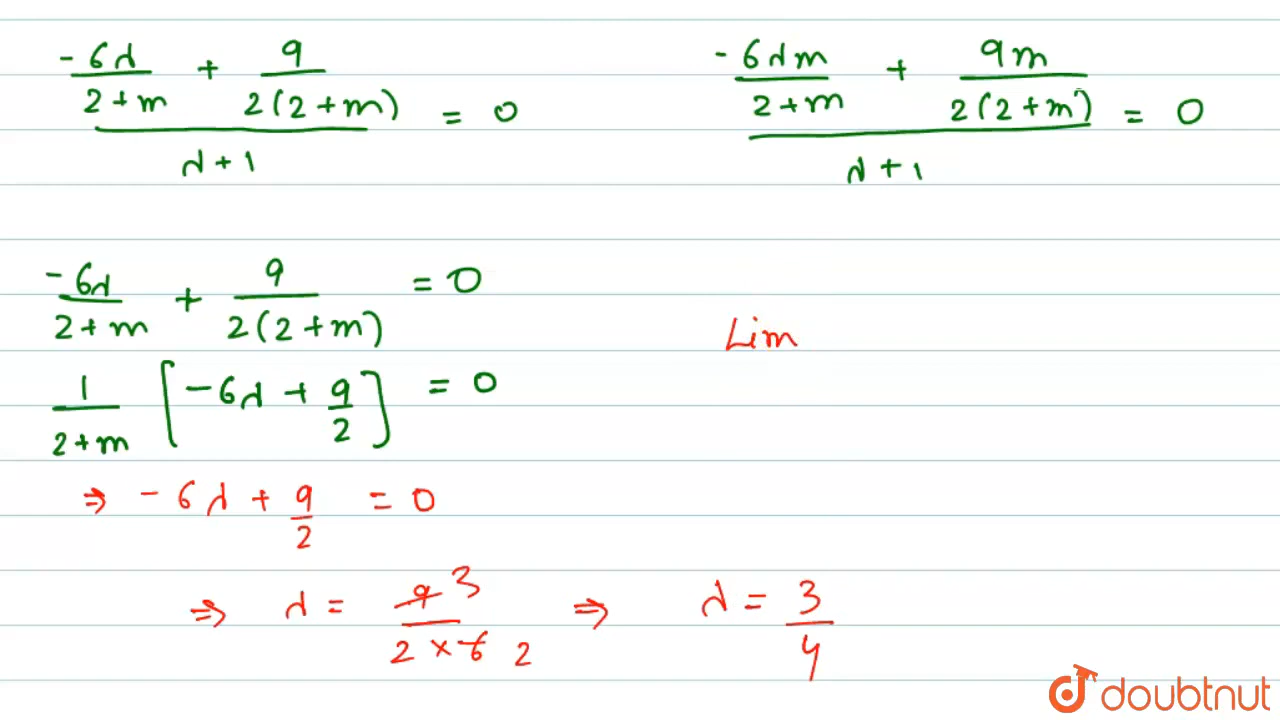 (-6λ/(2+m) + 9/(2(2+m)))/(λ+1) = 0
(-6λm/(2+m) + 9m/(2(2+m)))/(λ+1) = 0
-6λ/(2+m) + 9/(2(2+m)) = 0
Lim
1/(2+m) [-6λ + 9/2] = 0
⇒ -6λ + 9/2 = 0
⇒ λ = 9 3/(2×6 2) ⇒ λ = 3/4
doubtnut